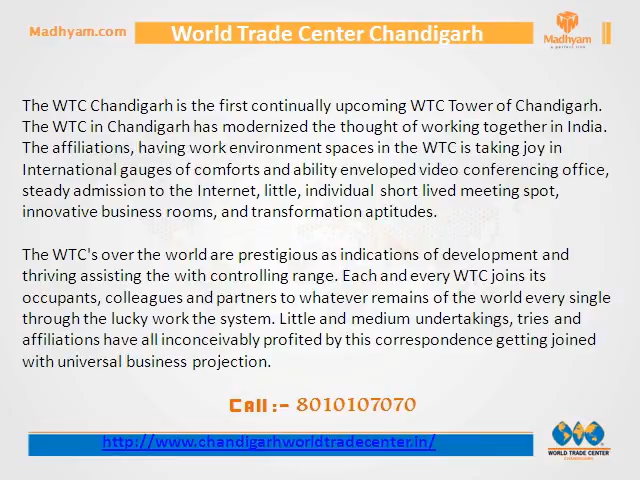 Madhyam.com
World Trade Center Chandigarh
Madhyam
a perfect link
The WTC Chandigarh is the first continually upcoming WTC Tower of Chandigarh.
The WTC in Chandigarh has modernized the thought of working together in India.
The affiliations, having work environment spaces in the WTC is taking joy in
International gauges of comforts and ability enveloped video conferencing office,
steady admission to the Internet, little, individual short lived meeting spot,
innovative business rooms, and transformation aptitudes.
The WTC's over the world are prestigious as indications of development and
thriving assisting the with controlling range. Each and every WTC joins its
occupants, colleagues and partners to whatever remains of the world every single
through the lucky work the system. Little and medium undertakings, tries and
affiliations have all inconceivably profited by this correspondence getting joined
with universal business projection.
Call :- 8010107070
http://www.chandigarhworldtradecenter.in/
WORLD TRADE CENTER
CHANDIGARH